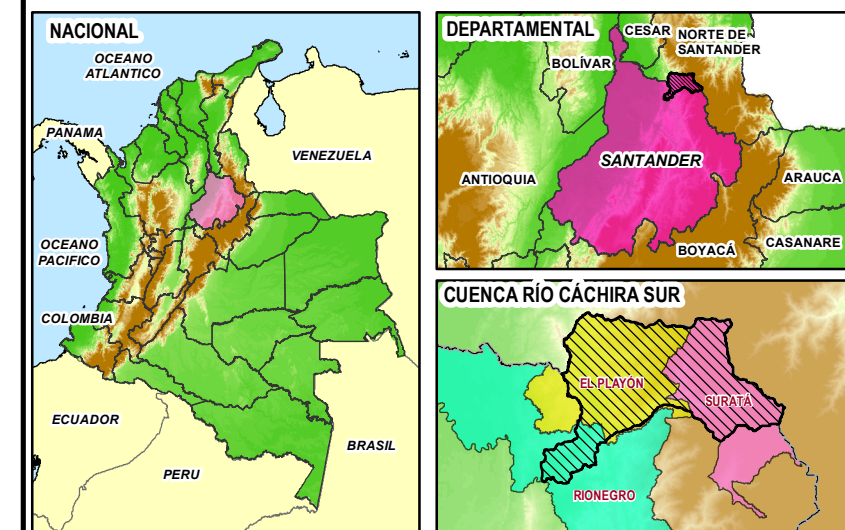 NACIONAL
OCEANO
ATLANTICO
PANAMA
VENEZUELA
OCEANO
PACIFICO
COLOMBIA
ECUADOR
BRASIL
PERU
DEPARTAMENTAL
CESAR
NORTE DE
SANTANDER
BOLÍVAR
SANTANDER
ANTIOQUIA
ARAUCA
CASANARE
BOYACÁ
CUENCA RÍO CÁCHIRA SUR
EL PLAYÓN
SURATÁ
RIONEGRO